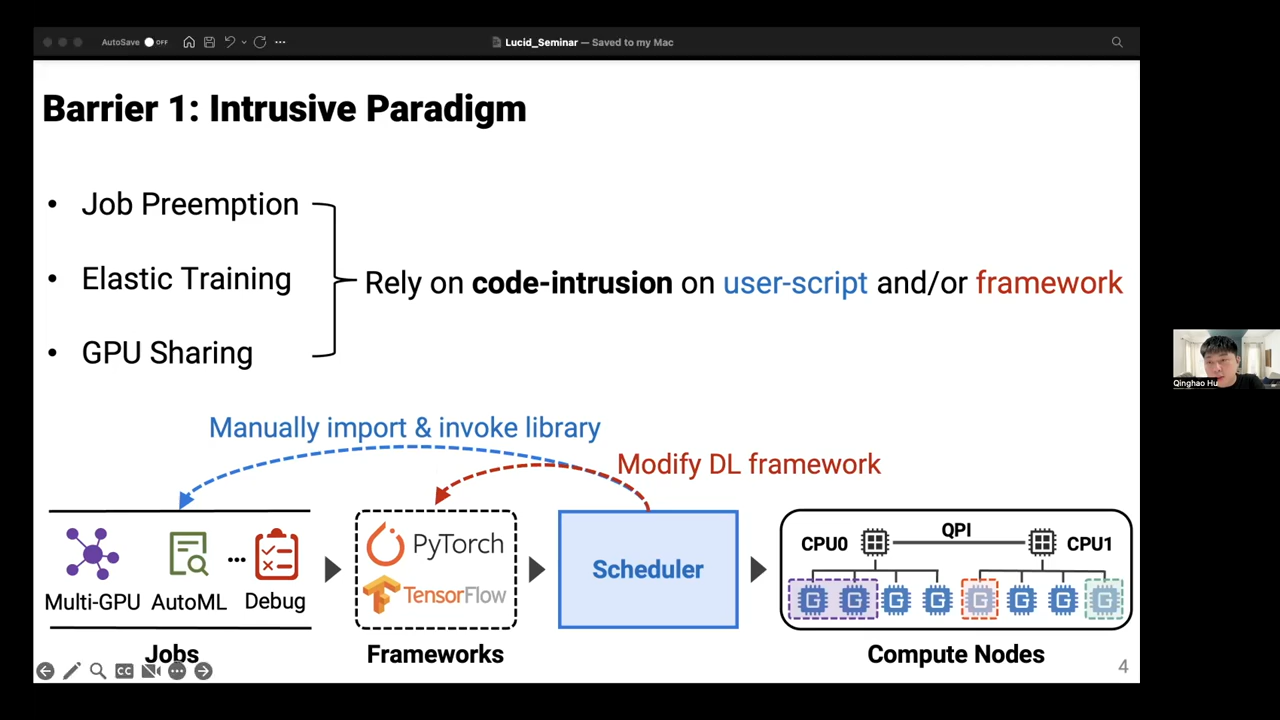 AutoSave OFF
Lucid_Seminar — Saved to my Mac
Barrier 1: Intrusive Paradigm
• Job Preemption
• Elastic Training
• GPU Sharing
Rely on code-intrusion on user-script and/or framework
Manually import & invoke library
Modify DL framework
Multi-GPU
AutoML
...
Debug
Jobs
PyTorch
TensorFlow
Frameworks
Scheduler
CPU0
QPI
CPU1
G G G G G G G G
Compute Nodes
CC
4
Qinghao Hu